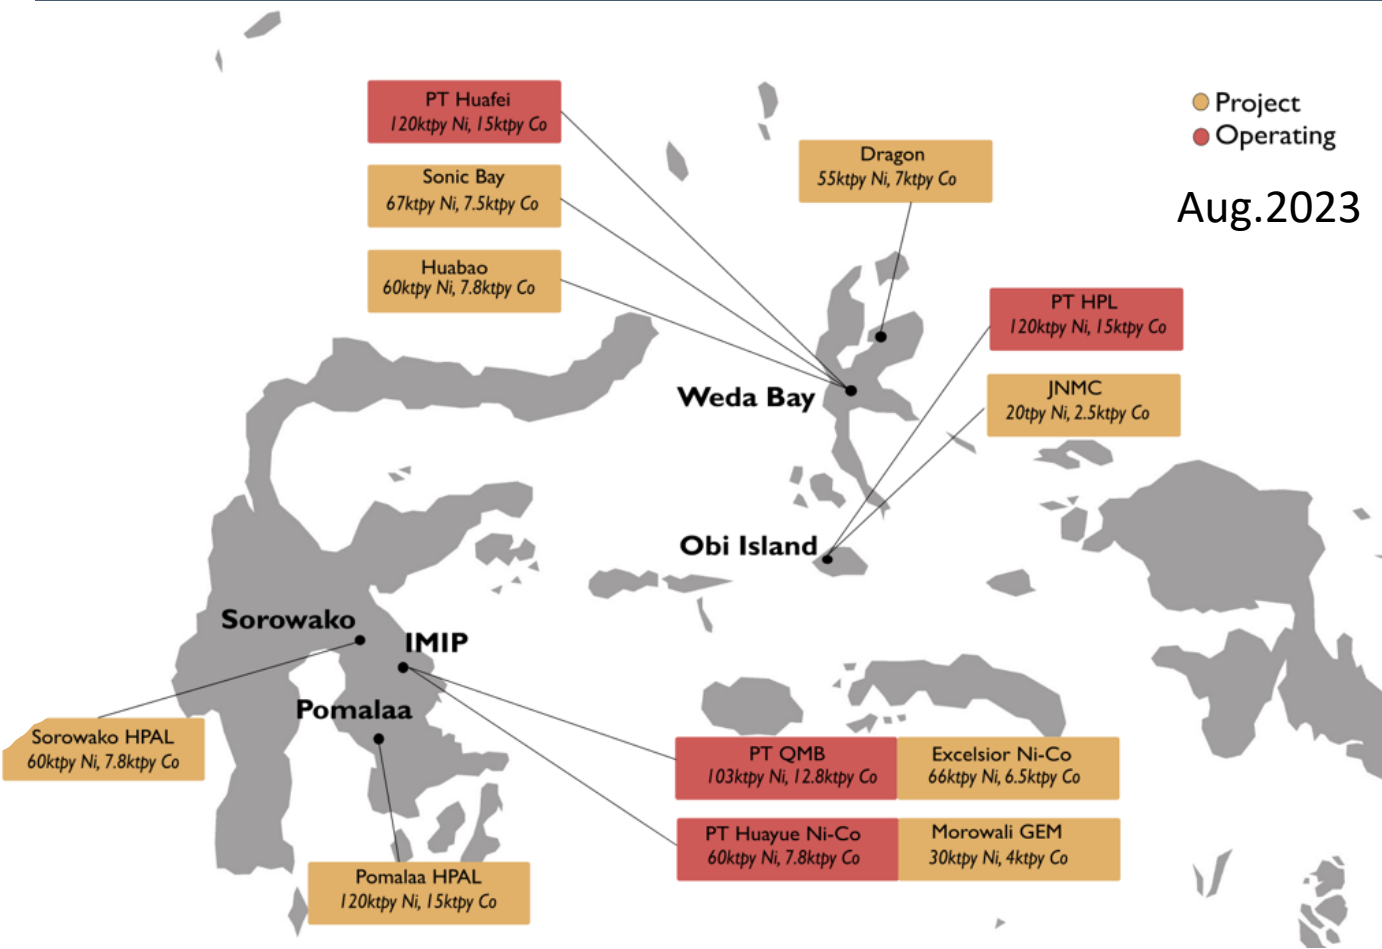 PT Huafei
120ktpy Ni, 15ktpy Co
Sonic Bay
67ktpy Ni, 7.5ktpy Co
Huabao
60ktpy Ni, 7.8ktpy Co
Dragon
55ktpy Ni, 7ktpy Co
Project
Operating
Aug.2023
PT HPL
120ktpy Ni, 15ktpy Co
JNMC
20tpy Ni, 2.5ktpy Co
Weda Bay
Obi Island
Sorowako
IMIP
Pomalaa
Sorowako HPAL
60ktpy Ni, 7.8ktpy Co
PT QMB
103ktpy Ni, 12.8ktpy Co
Excelsior Ni-Co
66ktpy Ni, 6.5ktpy Co
PT Huayue Ni-Co
60ktpy Ni, 7.8ktpy Co
Morowali GEM
30ktpy Ni, 4ktpy Co
Pomalaa HPAL
120ktpy Ni, 15ktpy Co